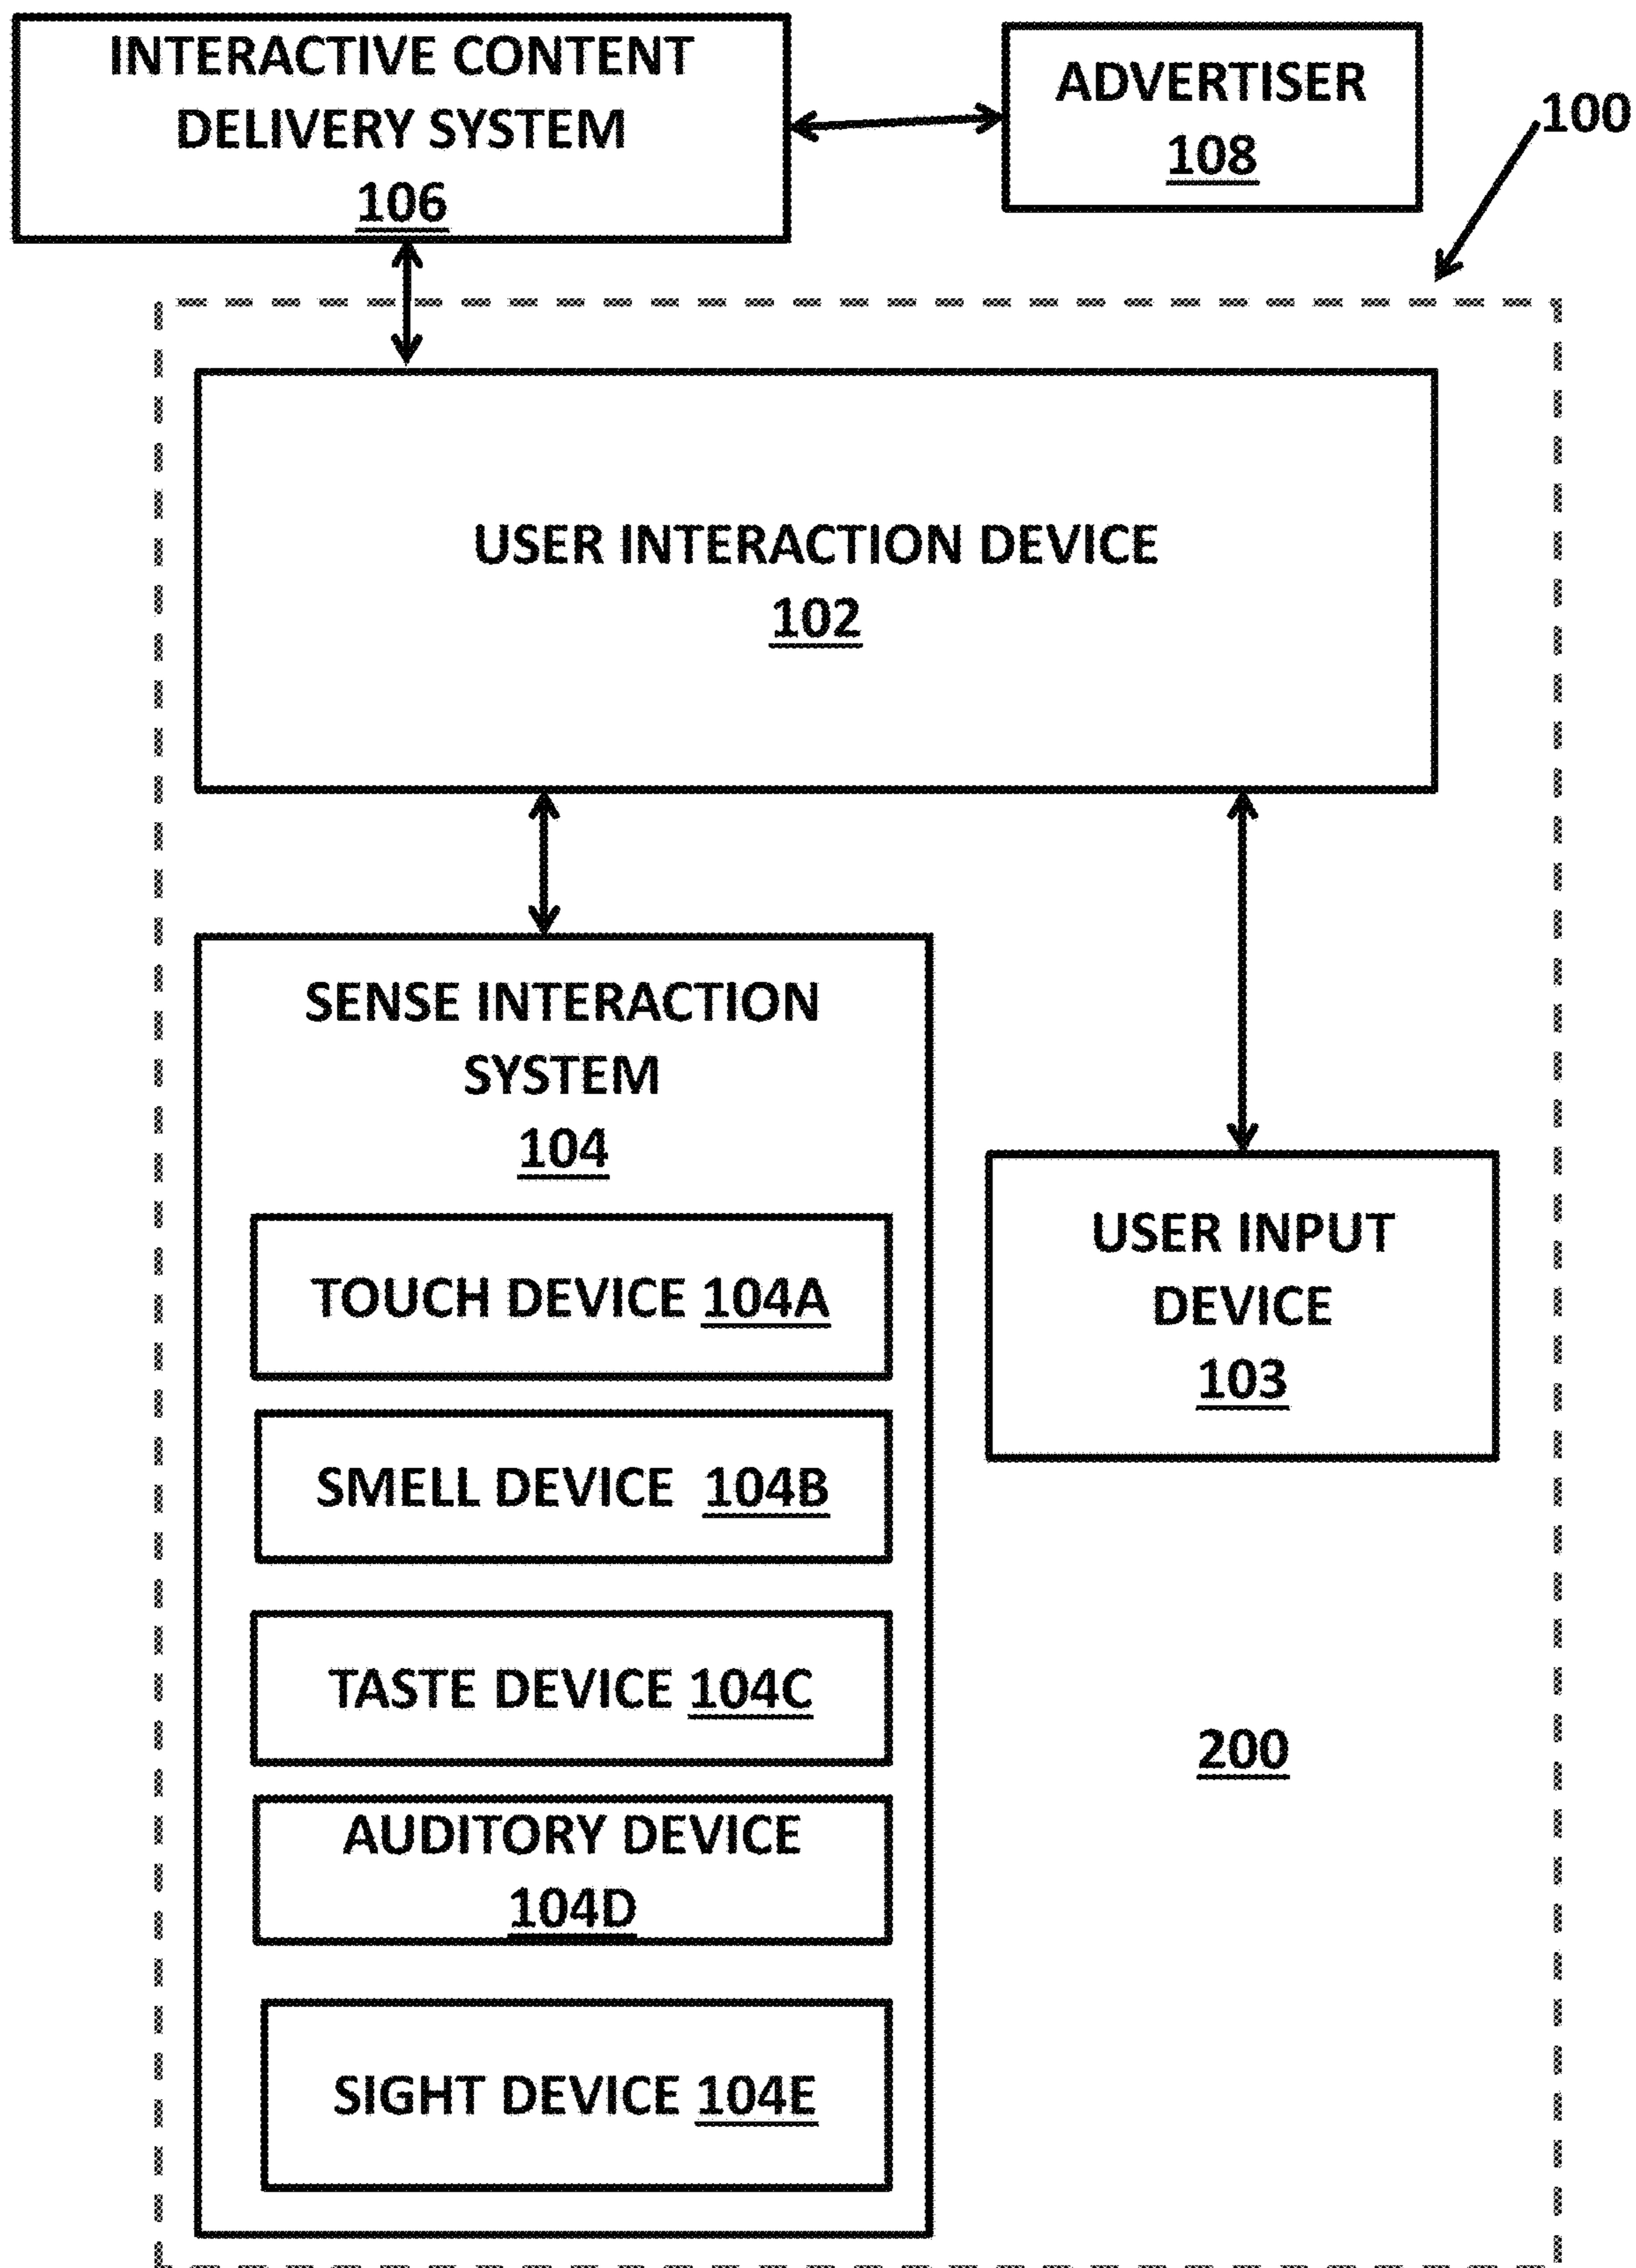 INTERACTIVE CONTENT
DELIVERY SYSTEM
106
ADVERTISER
108
100
USER INTERACTION DEVICE
102
SENSE INTERACTION
SYSTEM
104
TOUCH DEVICE 104A
SMELL DEVICE 104B
TASTE DEVICE 104C
AUDITORY DEVICE
104D
SIGHT DEVICE 104E
USER INPUT
DEVICE
103
200